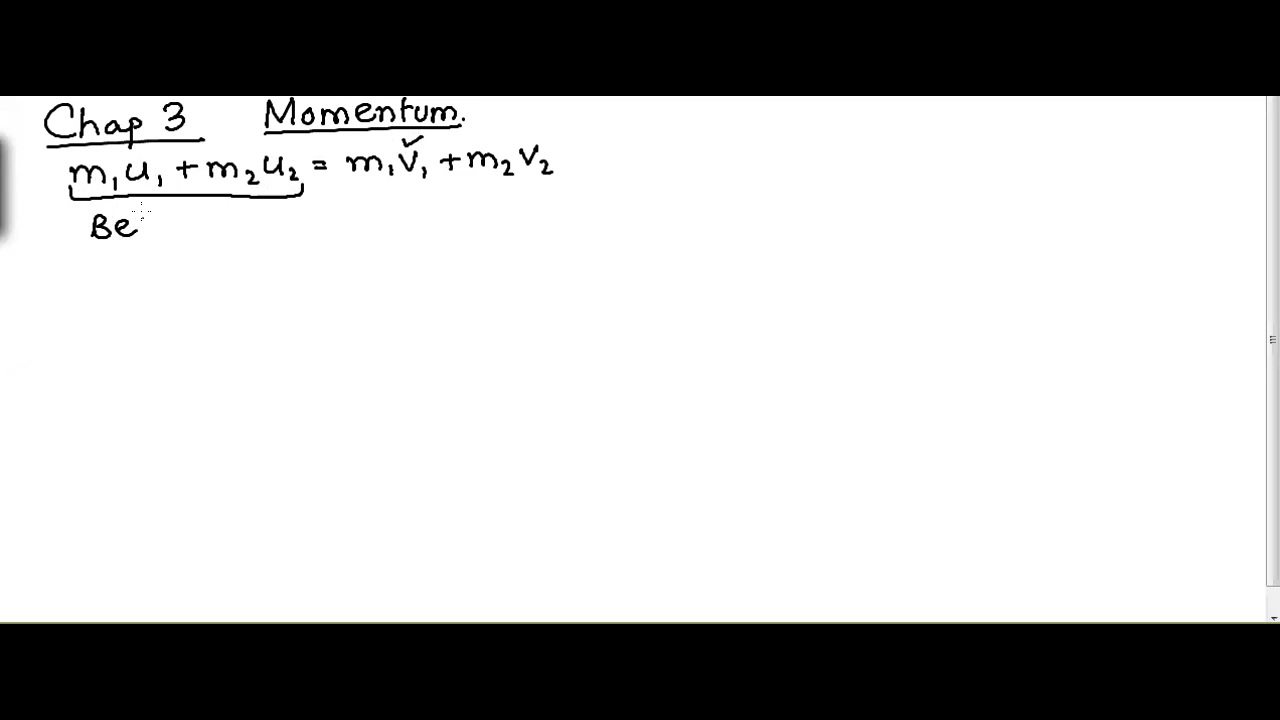 Chap 3 Momentum.
m₁u₁ + m₂u₂ = m₁v₁ + m₂v₂
Be